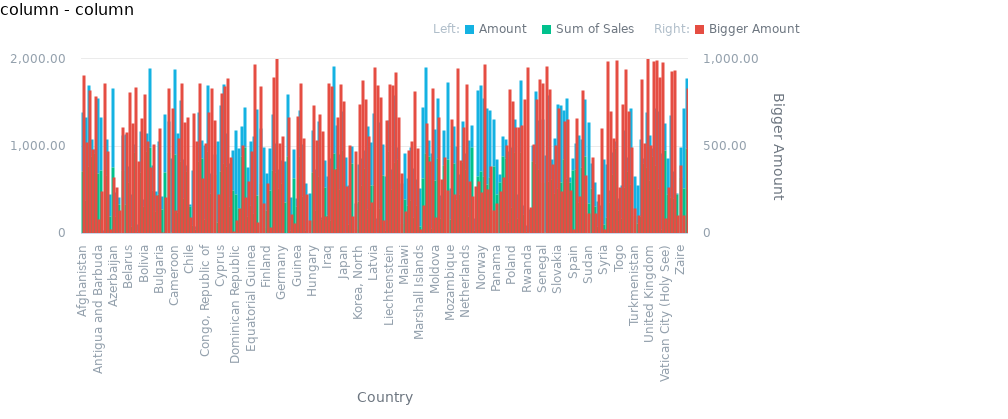 column - column
Left: Amount Sum of Sales Right: Bigger Amount
2,000.00 1,000.00
1,000.00 500.00
0 0
Bigger Amount
Afghanistan
Antigua and Barbuda
Azerbaijan
Belarus
Bolivia
Bulgaria
Cameroon
Chile
Congo, Republic of
Cyprus
Dominican Republic
Equatorial Guinea
Finland
Germany
Guinea
Hungary
Iraq
Japan
Korea, North
Latvia
Liechtenstein
Malawi
Marshall Islands
Moldova
Mozambique
Netherlands
Norway
Panama
Poland
Rwanda
Senegal
Slovakia
Spain
Sudan
Syria
Togo
Turkmenistan
United Kingdom
Vatican City (Holy See)
Zaire
Country